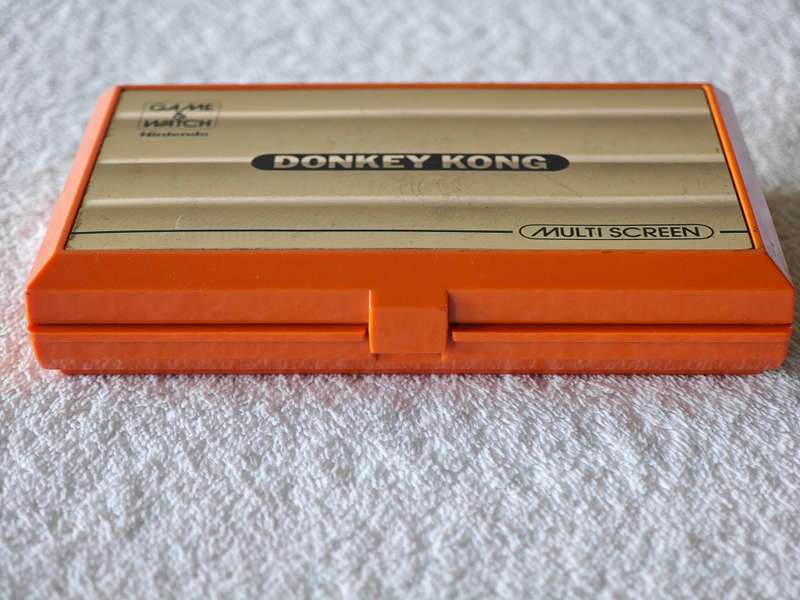 GAME
&
WATCH
Nintendo
DONKEY KONG
MULTI SCREEN